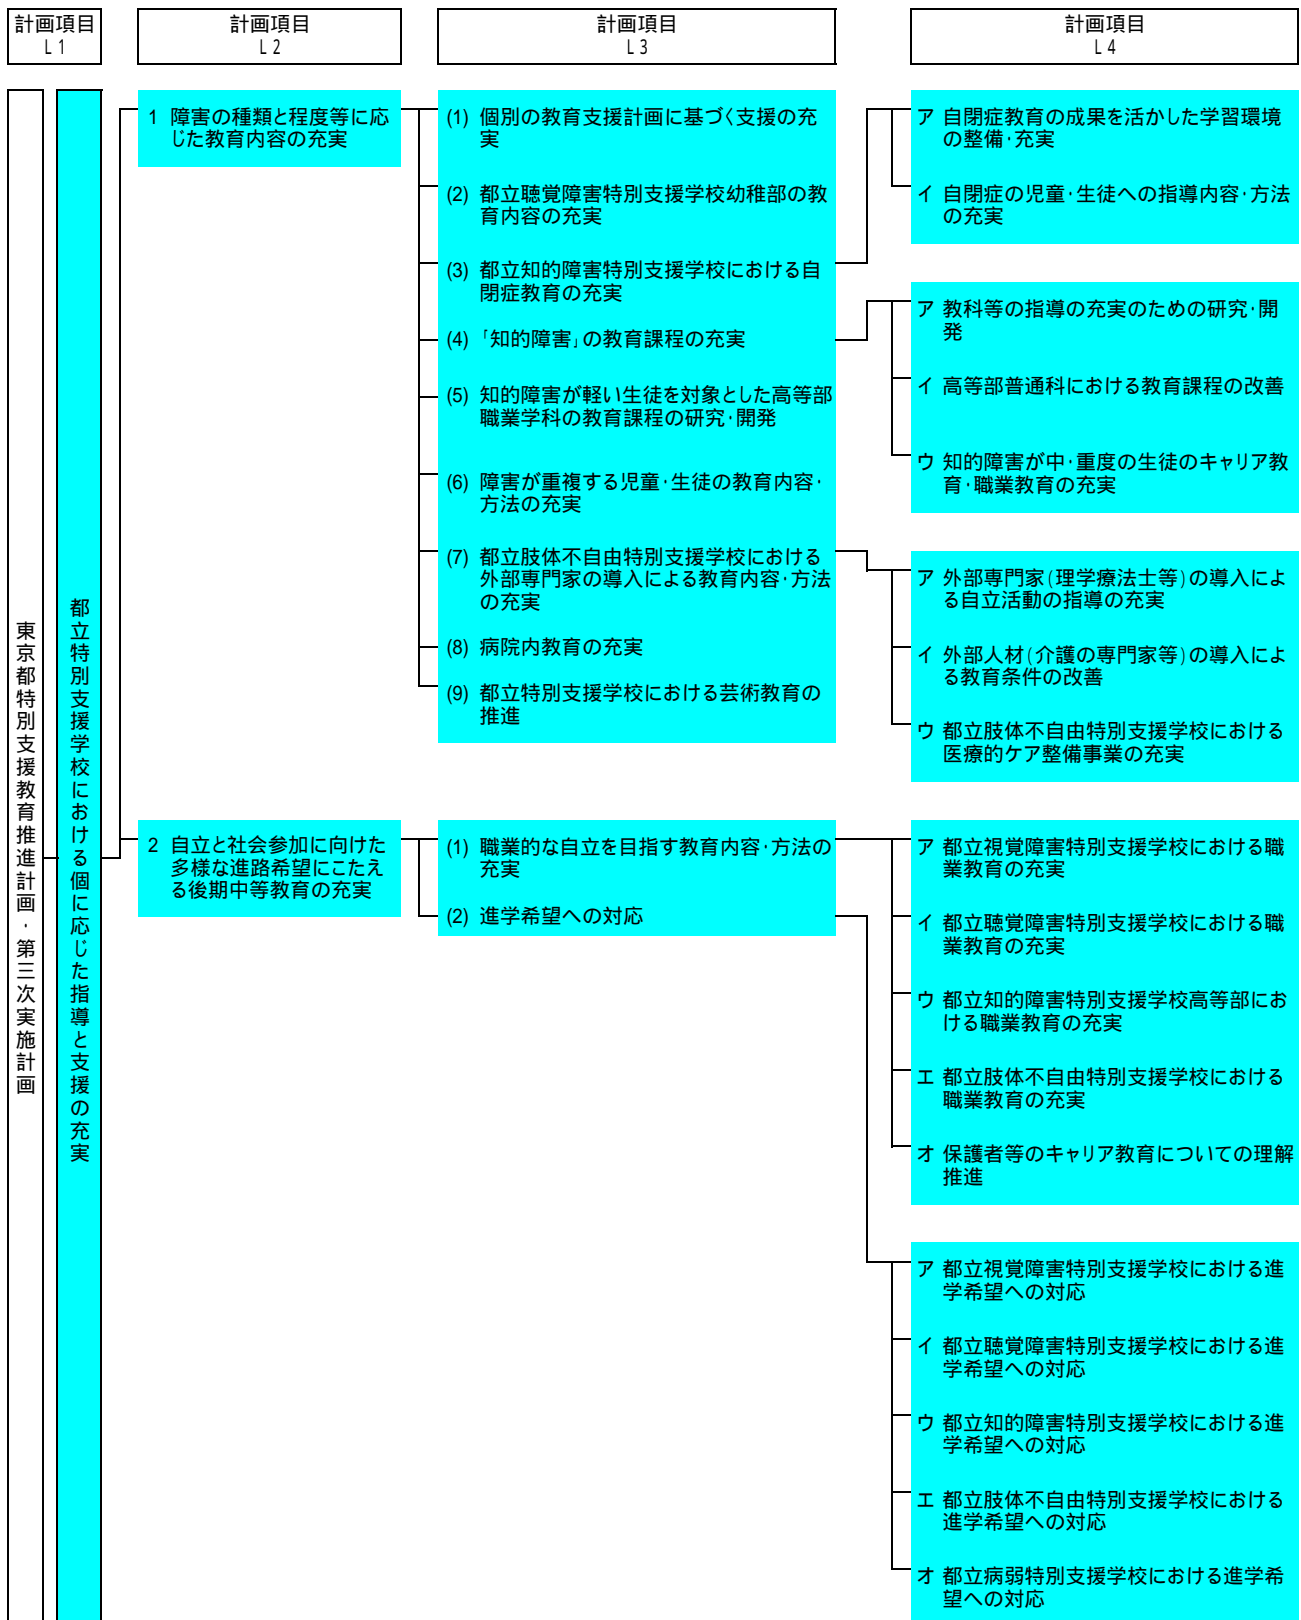 計画項目
L 1
計画項目
L 2
計画項目
L 3
計画項目
L 4
東京都特別支援教育推進計画・第三次実施計画
都立特別支援学校における個に応じた指導と支援の充実
1 障害の種類と程度等に応
じた教育内容の充実
(1) 個別の教育支援計画に基づく支援の充
実
(2) 都立聴覚障害特別支援学校幼稚部の教
育内容の充実
(3) 都立知的障害特別支援学校における自
閉症教育の充実
(4) 「知的障害」の教育課程の充実
(5) 知的障害が軽い生徒を対象とした高等部
職業学科の教育課程の研究・開発
(6) 障害が重複する児童・生徒の教育内容・
方法の充実
(7) 都立肢体不自由特別支援学校における
外部専門家の導入による教育内容・方法
の充実
(8) 病院内教育の充実
(9) 都立特別支援学校における芸術教育の
推進
ア 自閉症教育の成果を活かした学習環境
の整備・充実
イ 自閉症の児童・生徒への指導内容・方法
の充実
ア 教科等の指導の充実のための研究・開
発
イ 高等部普通科における教育課程の改善
ウ 知的障害が中・重度の生徒のキャリア教
育・職業教育の充実
ア 外部専門家(理学療法士等)の導入によ
る自立活動の指導の充実
イ 外部人材(介護の専門家等)の導入によ
る教育条件の改善
ウ 都立肢体不自由特別支援学校における
医療的ケア整備事業の充実
2 自立と社会参加に向けた
多様な進路希望にこたえ
る後期中等教育の充実
(1) 職業的な自立を目指す教育内容・方法の
充実
(2) 進学希望への対応
ア 都立視覚障害特別支援学校における職
業教育の充実
イ 都立聴覚障害特別支援学校における職
業教育の充実
ウ 都立知的障害特別支援学校高等部にお
ける職業教育の充実
エ 都立肢体不自由特別支援学校における
職業教育の充実
オ 保護者等のキャリア教育についての理解
推進
ア 都立視覚障害特別支援学校における進
学希望への対応
イ 都立聴覚障害特別支援学校における進
学希望への対応
ウ 都立知的障害特別支援学校における進
学希望への対応
エ 都立肢体不自由特別支援学校における
進学希望への対応
オ 都立病弱特別支援学校における進学希
望への対応